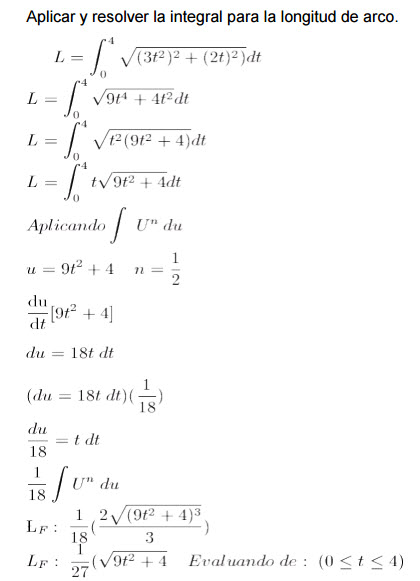 Aplicar y resolver la integral para la longitud de arco.
L = ∫₀⁴ √((3t²)² + (2t)²)dt
L = ∫₀⁴ √(9t⁴ + 4t²)dt
L = ∫₀⁴ √(t²(9t² + 4))dt
L = ∫₀⁴ t√(9t² + 4)dt
Aplicando ∫ Uⁿ du
u = 9t² + 4 n = 1/2
du/dt [9t² + 4]
du = 18t dt
(du = 18t dt)(1/18)
du/18 = t dt
1/18 ∫ Uⁿ du
L_F : 1/18 (2√((9t² + 4)³)/3)
L_F : 1/27 (√(9t² + 4) Evaluando de : (0 ≤ t ≤ 4)